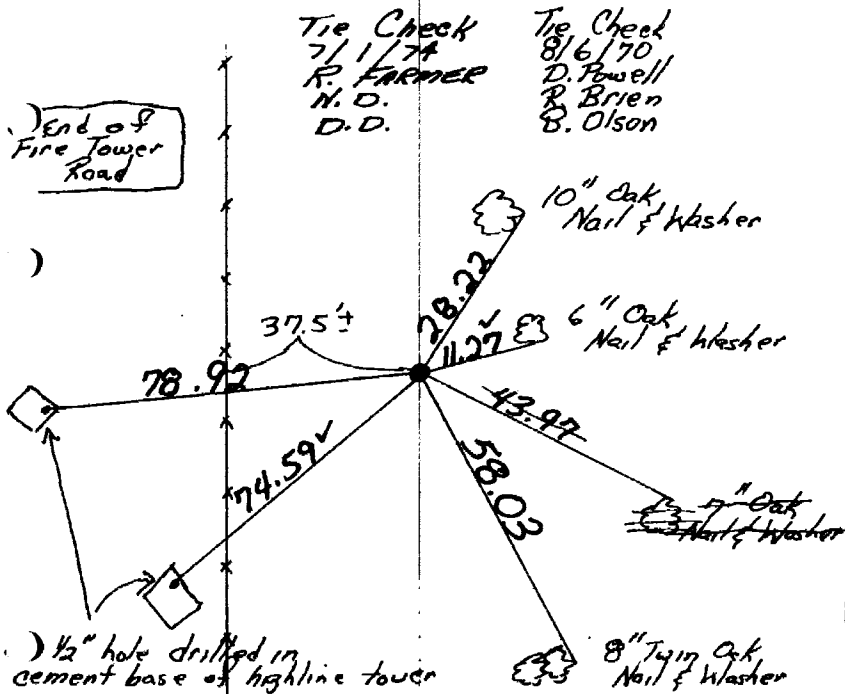 Tie Check
7/1/74
R. FARMER
N.D.
D.D.
Tie Check
8/6/70
D. Powell
R. Brien
B. Olson
) End of
Fire Tower
Road
)
10" Oak
Nail & Washer
28.22
6" Oak
Nail & Washer
11.27 ✓
37.5'±
78.92
43.97
7" Oak
Nail & Washer
74.59 ✓
58.03
8" Twin Oak
Nail & Washer
) 1/2" hole drilled in
cement base of highline tower